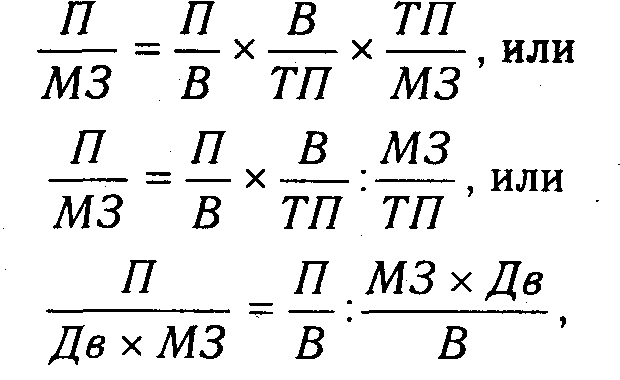 П/МЗ = П/В × В/ТП × ТП/МЗ , или
П/МЗ = П/В × В/ТП : МЗ/ТП , или
П/(Дв × МЗ) = П/В : (МЗ × Дв)/В ,